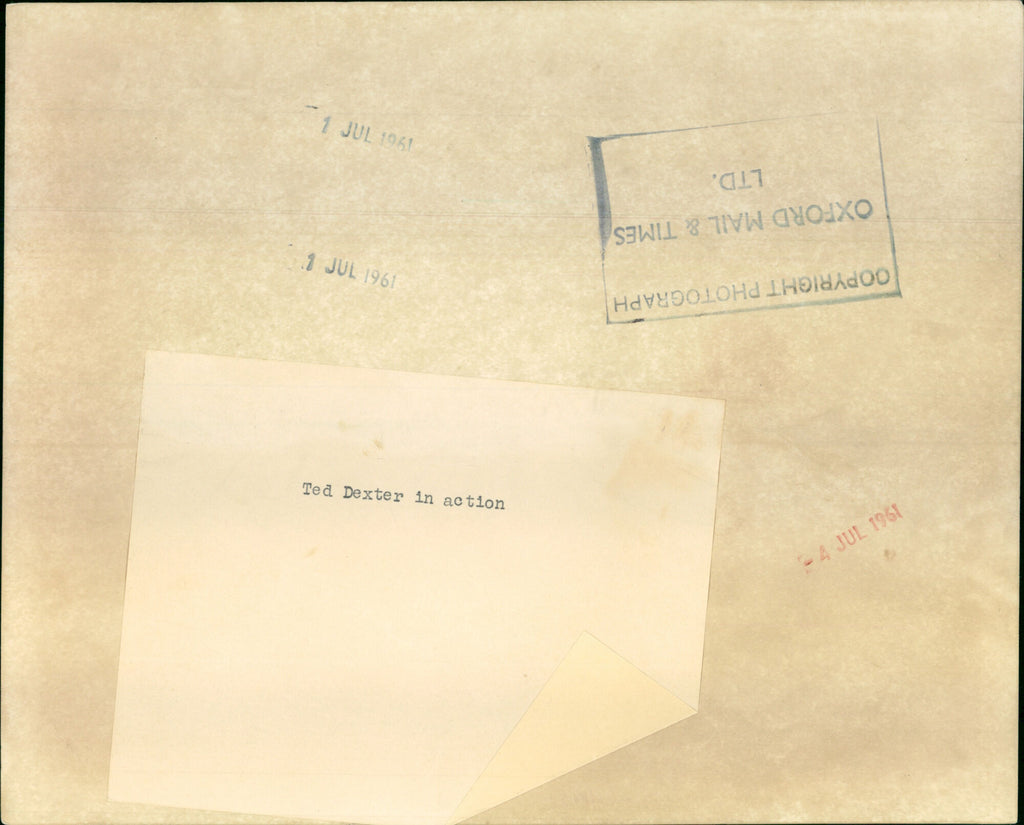 1 JUL 1961
COPYRIGHT PHOTOGRAPH
OXFORD MAIL & TIMES
LTD.
1 JUL 1961
Ted Dexter in action
4 JUL 1961